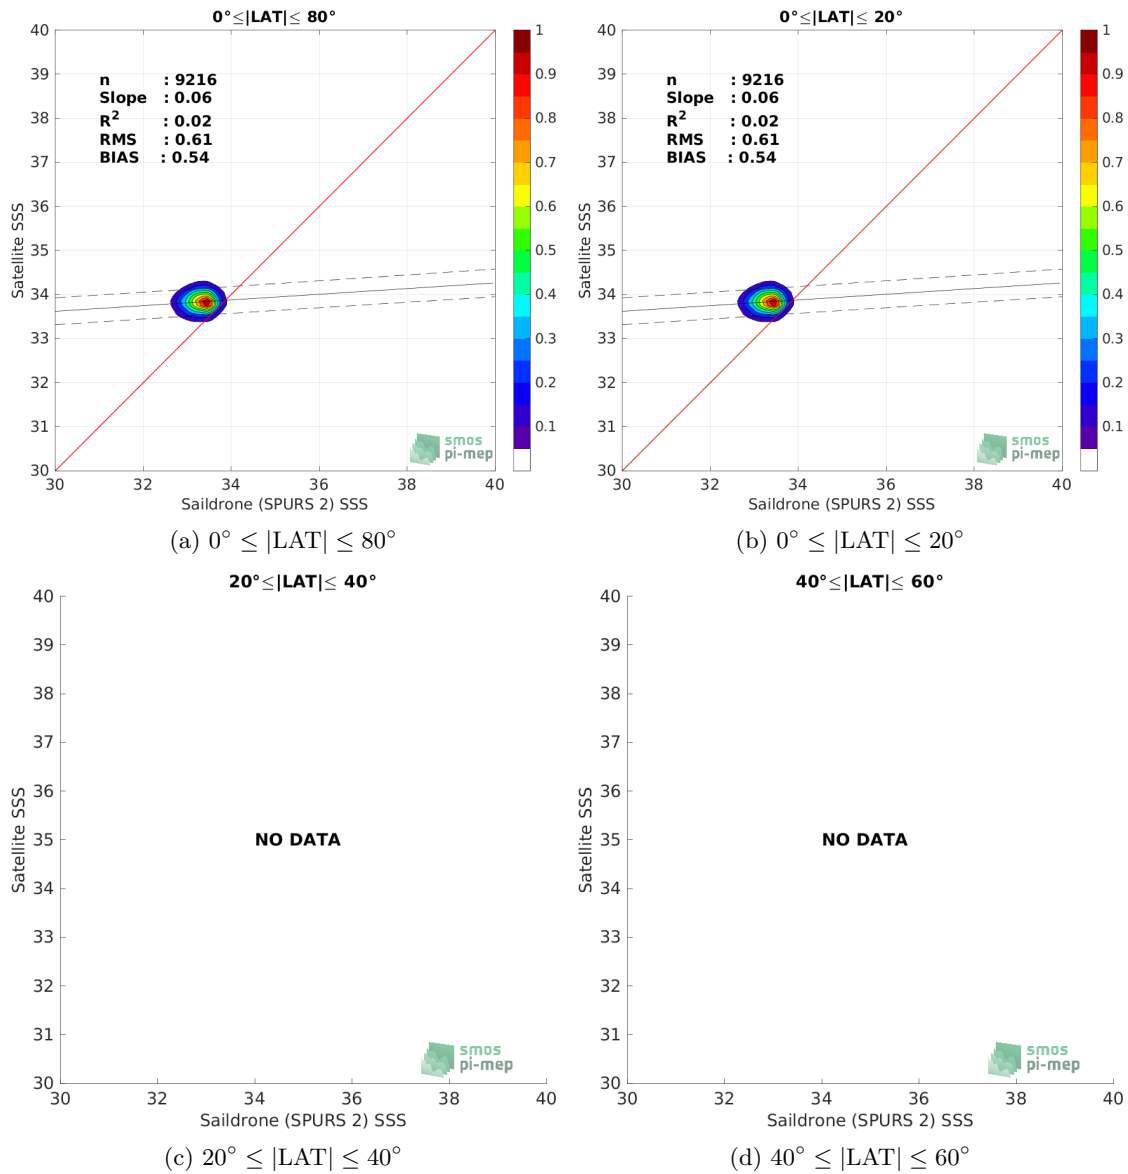 0°≤|LAT|≤ 80°
40
39
38
37
36
35
34
33
32
31
30
Satellite SSS
n : 9216
Slope : 0.06
R² : 0.02
RMS : 0.61
BIAS : 0.54
smos
pi-mep
30 32 34 36 38 40
Saildrone (SPURS 2) SSS
1
0.9
0.8
0.7
0.6
0.5
0.4
0.3
0.2
0.1
(a) 0° ≤ |LAT| ≤ 80°
0°≤|LAT|≤ 20°
40
39
38
37
36
35
34
33
32
31
30
Satellite SSS
n : 9216
Slope : 0.06
R² : 0.02
RMS : 0.61
BIAS : 0.54
smos
pi-mep
30 32 34 36 38 40
Saildrone (SPURS 2) SSS
1
0.9
0.8
0.7
0.6
0.5
0.4
0.3
0.2
0.1
(b) 0° ≤ |LAT| ≤ 20°
20°≤|LAT|≤ 40°
40
39
38
37
36
35
34
33
32
31
30
Satellite SSS
NO DATA
smos
pi-mep
30 32 34 36 38 40
Saildrone (SPURS 2) SSS
(c) 20° ≤ |LAT| ≤ 40°
40°≤|LAT|≤ 60°
40
39
38
37
36
35
34
33
32
31
30
Satellite SSS
NO DATA
smos
pi-mep
30 32 34 36 38 40
Saildrone (SPURS 2) SSS
(d) 40° ≤ |LAT| ≤ 60°